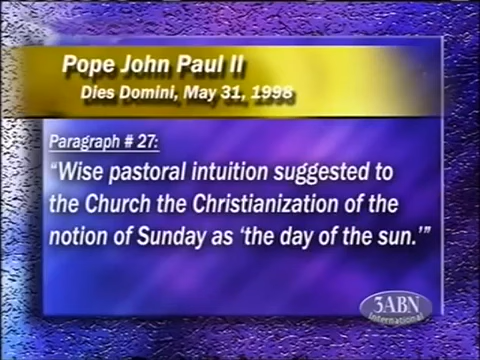 Pope John Paul II
Dies Domini, May 31, 1998
Paragraph # 27:
“Wise pastoral intuition suggested to
the Church the Christianization of the
notion of Sunday as ‘the day of the sun.’”
3ABN
International